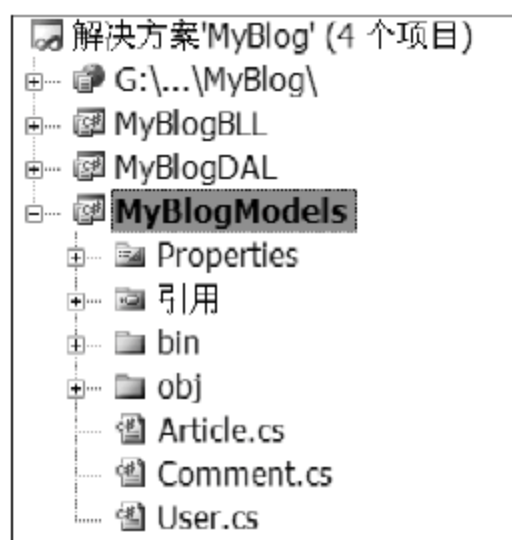 解决方案'MyBlog' (4 个项目)
G:\...\MyBlog\
MyBlogBLL
MyBlogDAL
MyBlogModels
Properties
引用
bin
obj
Article.cs
Comment.cs
User.cs